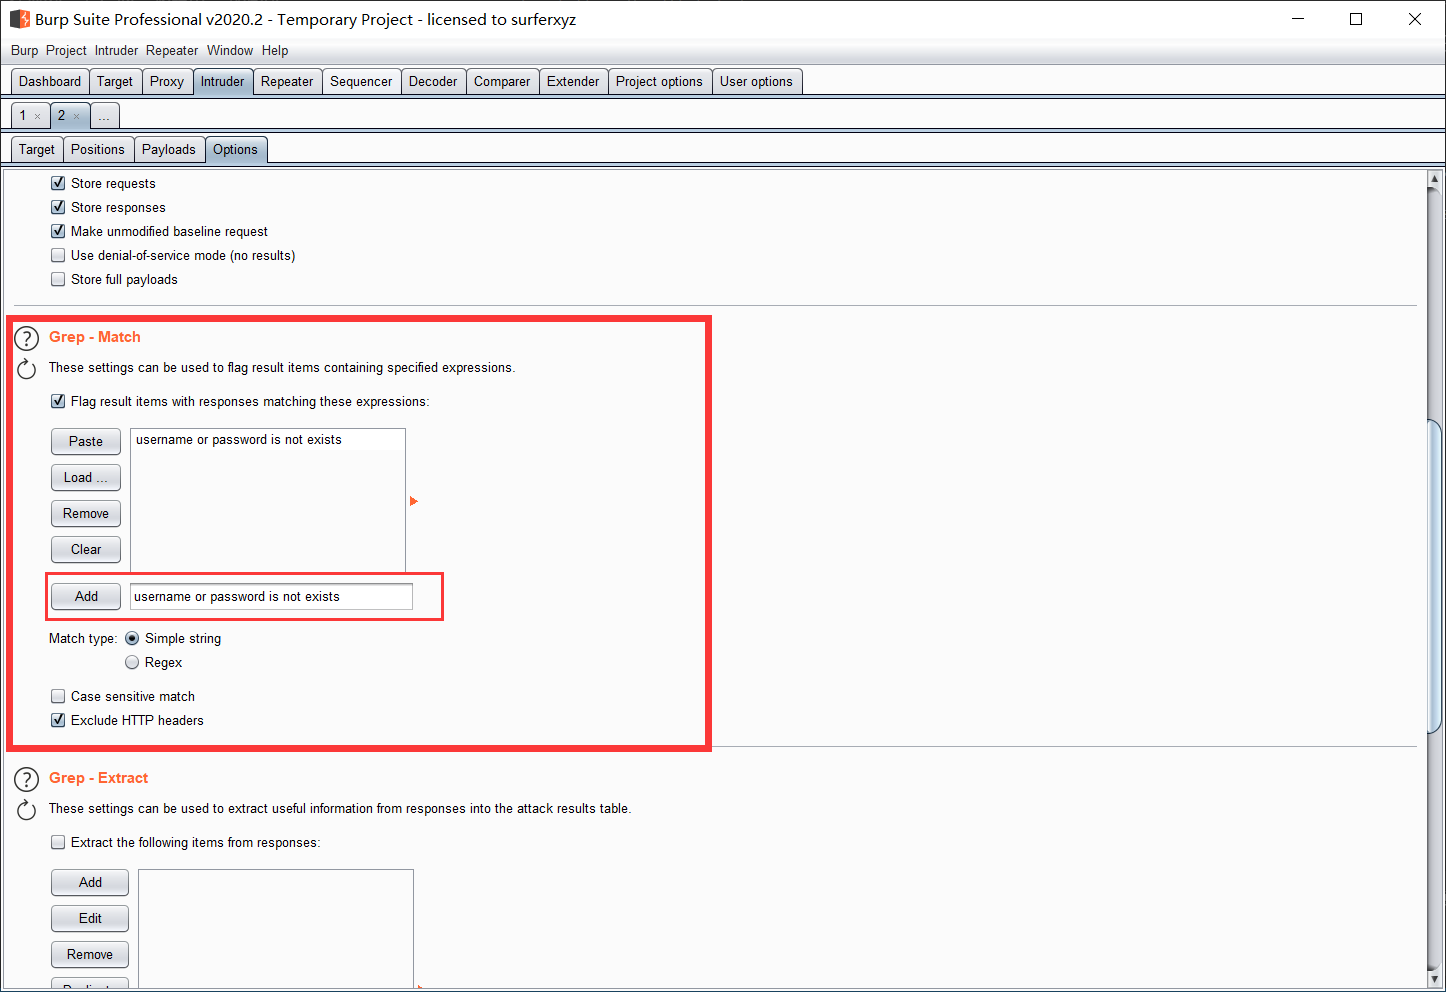 Burp Suite Professional v2020.2 - Temporary Project - licensed to surferxyz
Burp Project Intruder Repeater Window Help
Dashboard Target Proxy Intruder Repeater Sequencer Decoder Comparer Extender Project options User options
1 × 2 × ...
Target Positions Payloads Options
Store requests
Store responses
Make unmodified baseline request
Use denial-of-service mode (no results)
Store full payloads
? Grep - Match
These settings can be used to flag result items containing specified expressions.
Flag result items with responses matching these expressions:
Paste username or password is not exists
Load ...
Remove
Clear
Add username or password is not exists
Match type: Simple string
Regex
Case sensitive match
Exclude HTTP headers
? Grep - Extract
These settings can be used to extract useful information from responses into the attack results table.
Extract the following items from responses:
Add
Edit
Remove